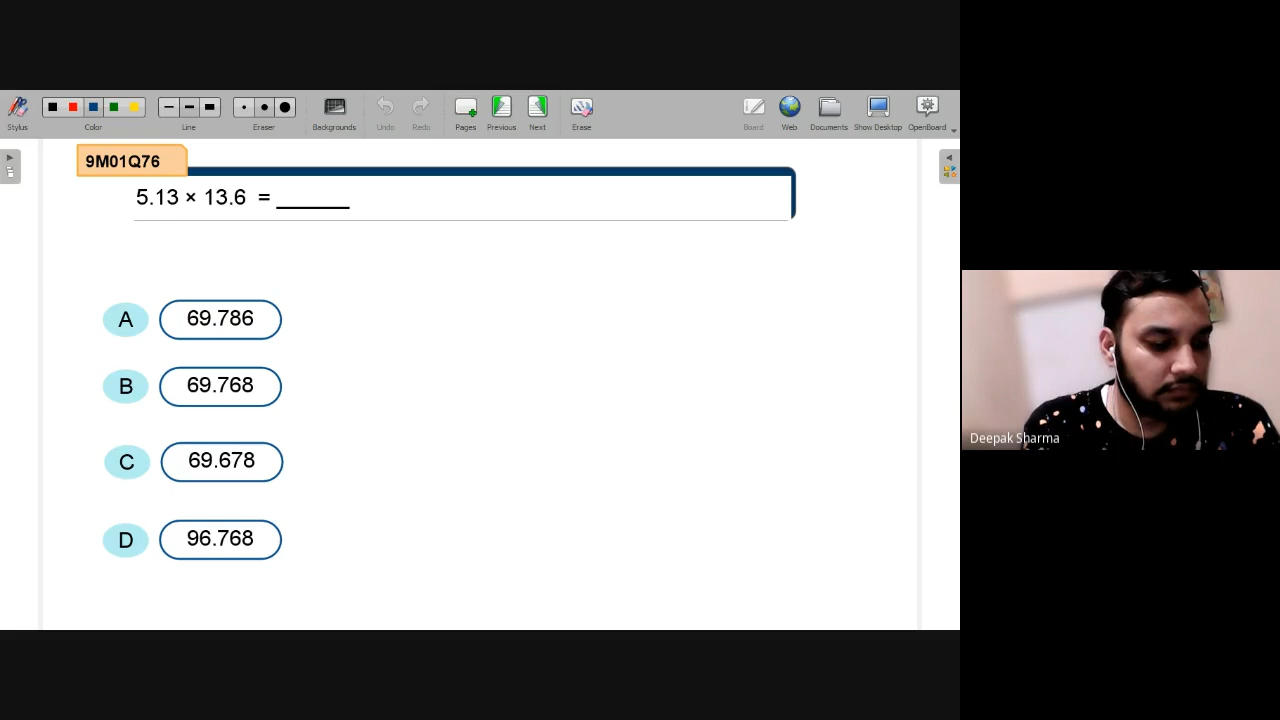 Stylus
Color
Line
Eraser
Backgrounds
Undo
Redo
Pages
Previous
Next
Erase
Board
Web
Documents
Show Desktop
OpenBoard
9M01Q76
5.13 × 13.6 = ______
A 69.786
B 69.768
C 69.678
D 96.768
Deepak Sharma